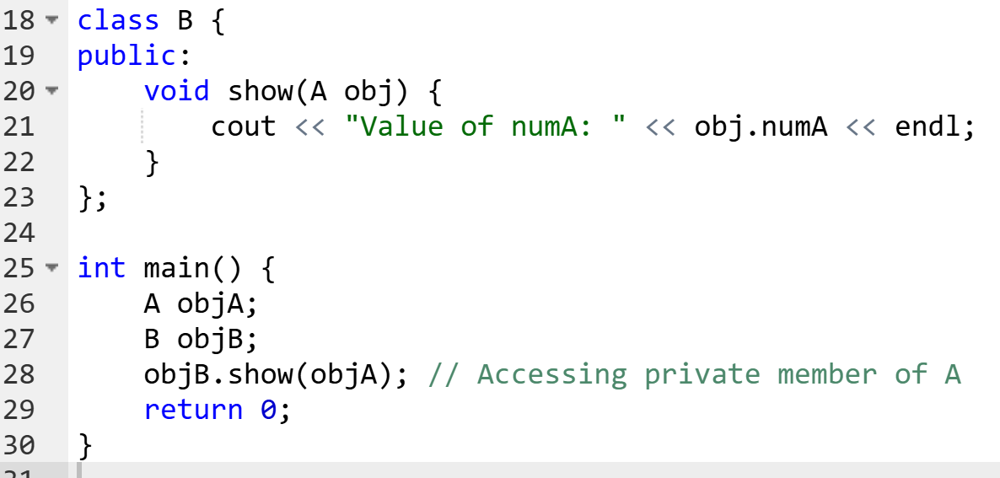 18 class B {
19 public:
20     void show(A obj) {
21         cout << "Value of numA: " << obj.numA << endl;
22     }
23 };
24
25 int main() {
26     A objA;
27     B objB;
28     objB.show(objA); // Accessing private member of A
29     return 0;
30 }
31